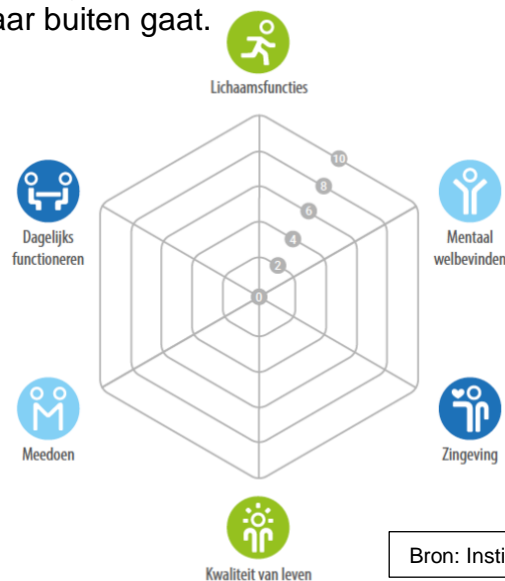 aar buiten gaat.
Lichaamsfuncties
10
8
6
4
2
0
Dagelijks
functioneren
Mentaal
welbevinden
Meedoen
Zingeving
Kwaliteit van leven
Bron: Insti